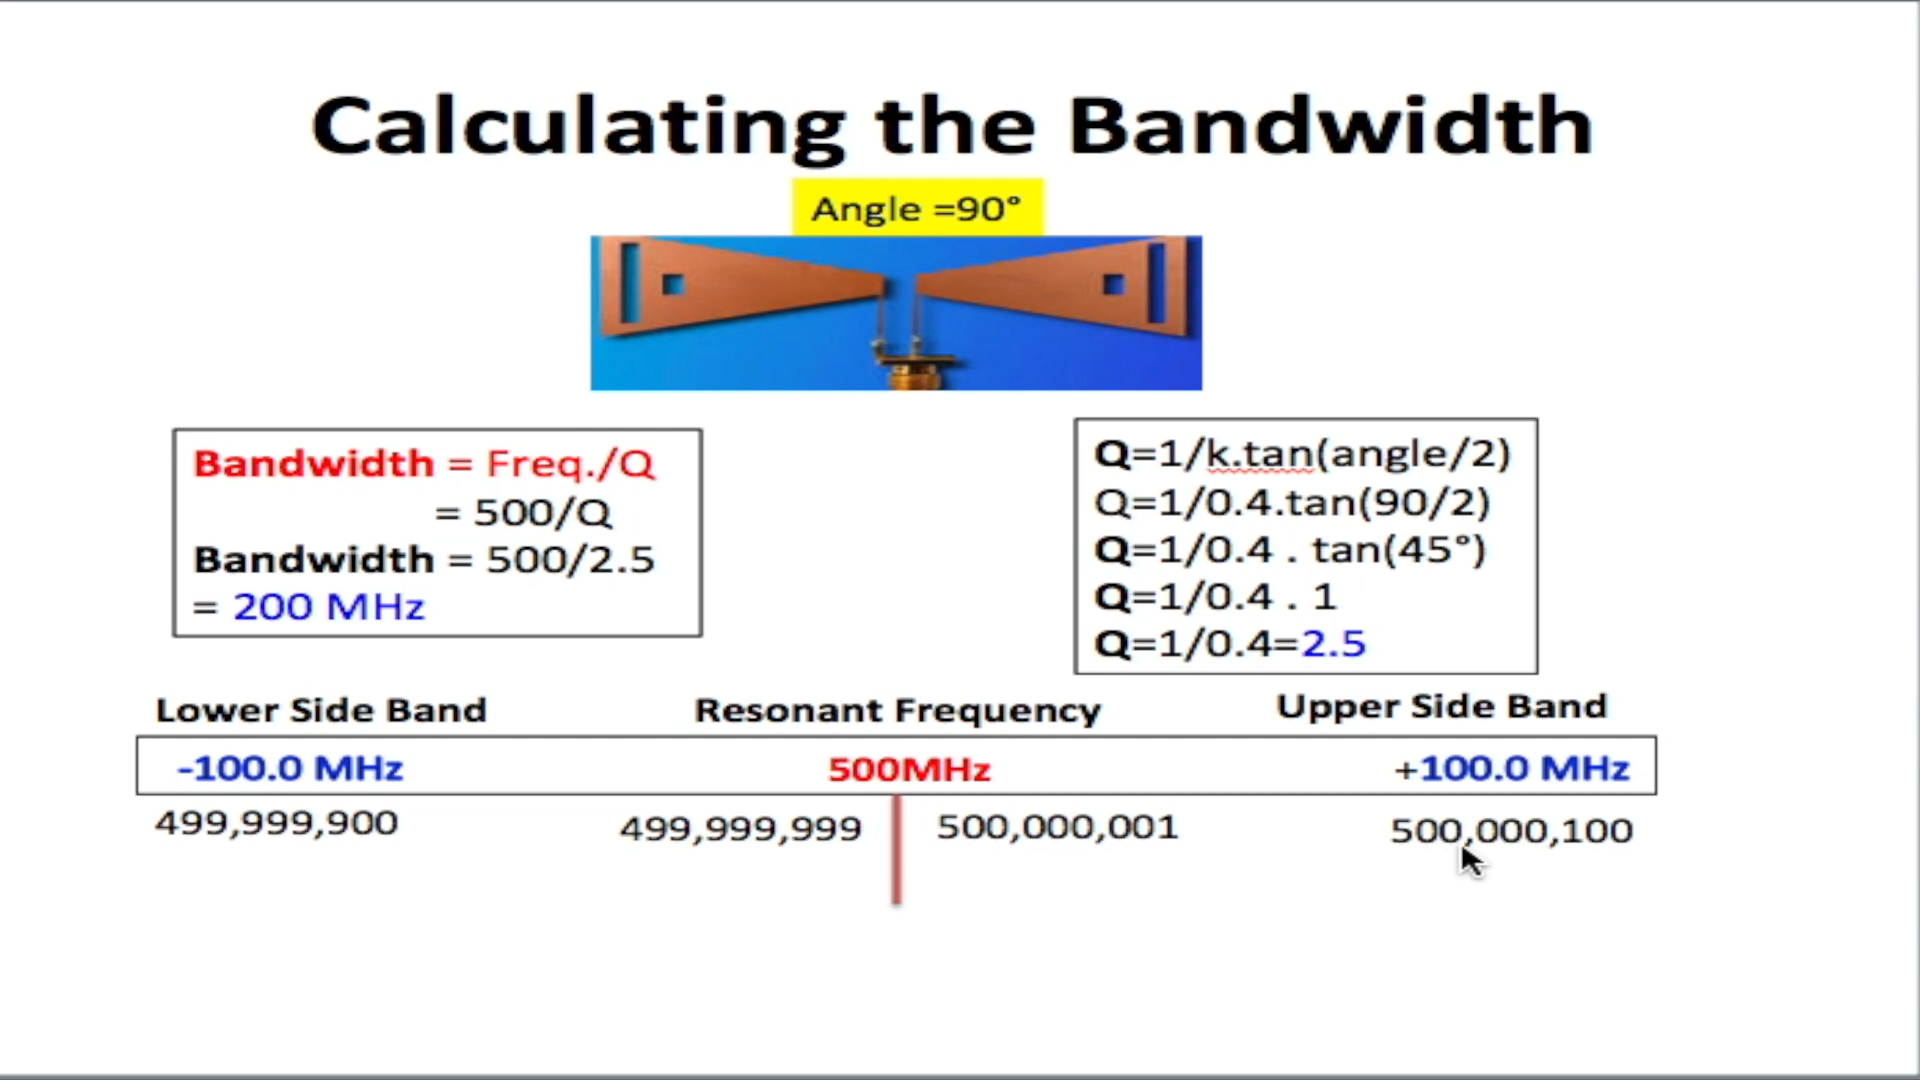 Calculating the Bandwidth
Angle =90°
Bandwidth = Freq./Q
= 500/Q
Bandwidth = 500/2.5
= 200 MHz
Q=1/k.tan(angle/2)
Q=1/0.4.tan(90/2)
Q=1/0.4 . tan(45°)
Q=1/0.4 . 1
Q=1/0.4=2.5
Lower Side Band
Resonant Frequency
Upper Side Band
-100.0 MHz
500MHz
+100.0 MHz
499,999,900
499,999,999
500,000,001
500,000,100